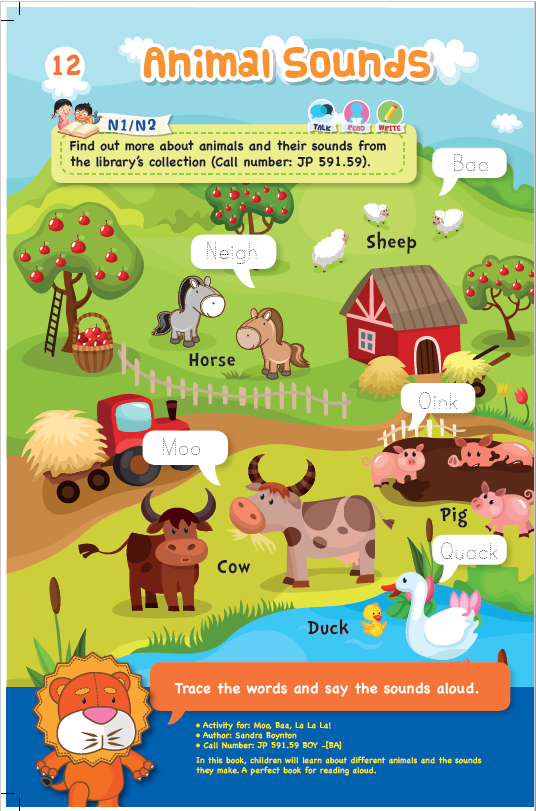 12
Animal Sounds
N1/N2
TALK READ WRITE
Find out more about animals and their sounds from
the library's collection (Call number: JP 591.59).
Baa
Sheep
Neigh
Horse
Oink
Moo
Pig
Cow
Quack
Duck
Trace the words and say the sounds aloud.
• Activity for: Moo, Baa, La La La!
• Author: Sandra Boynton
• Call Number: JP 591.59 BOY -[BA]
In this book, children will learn about different animals and the sounds
they make. A perfect book for reading aloud.